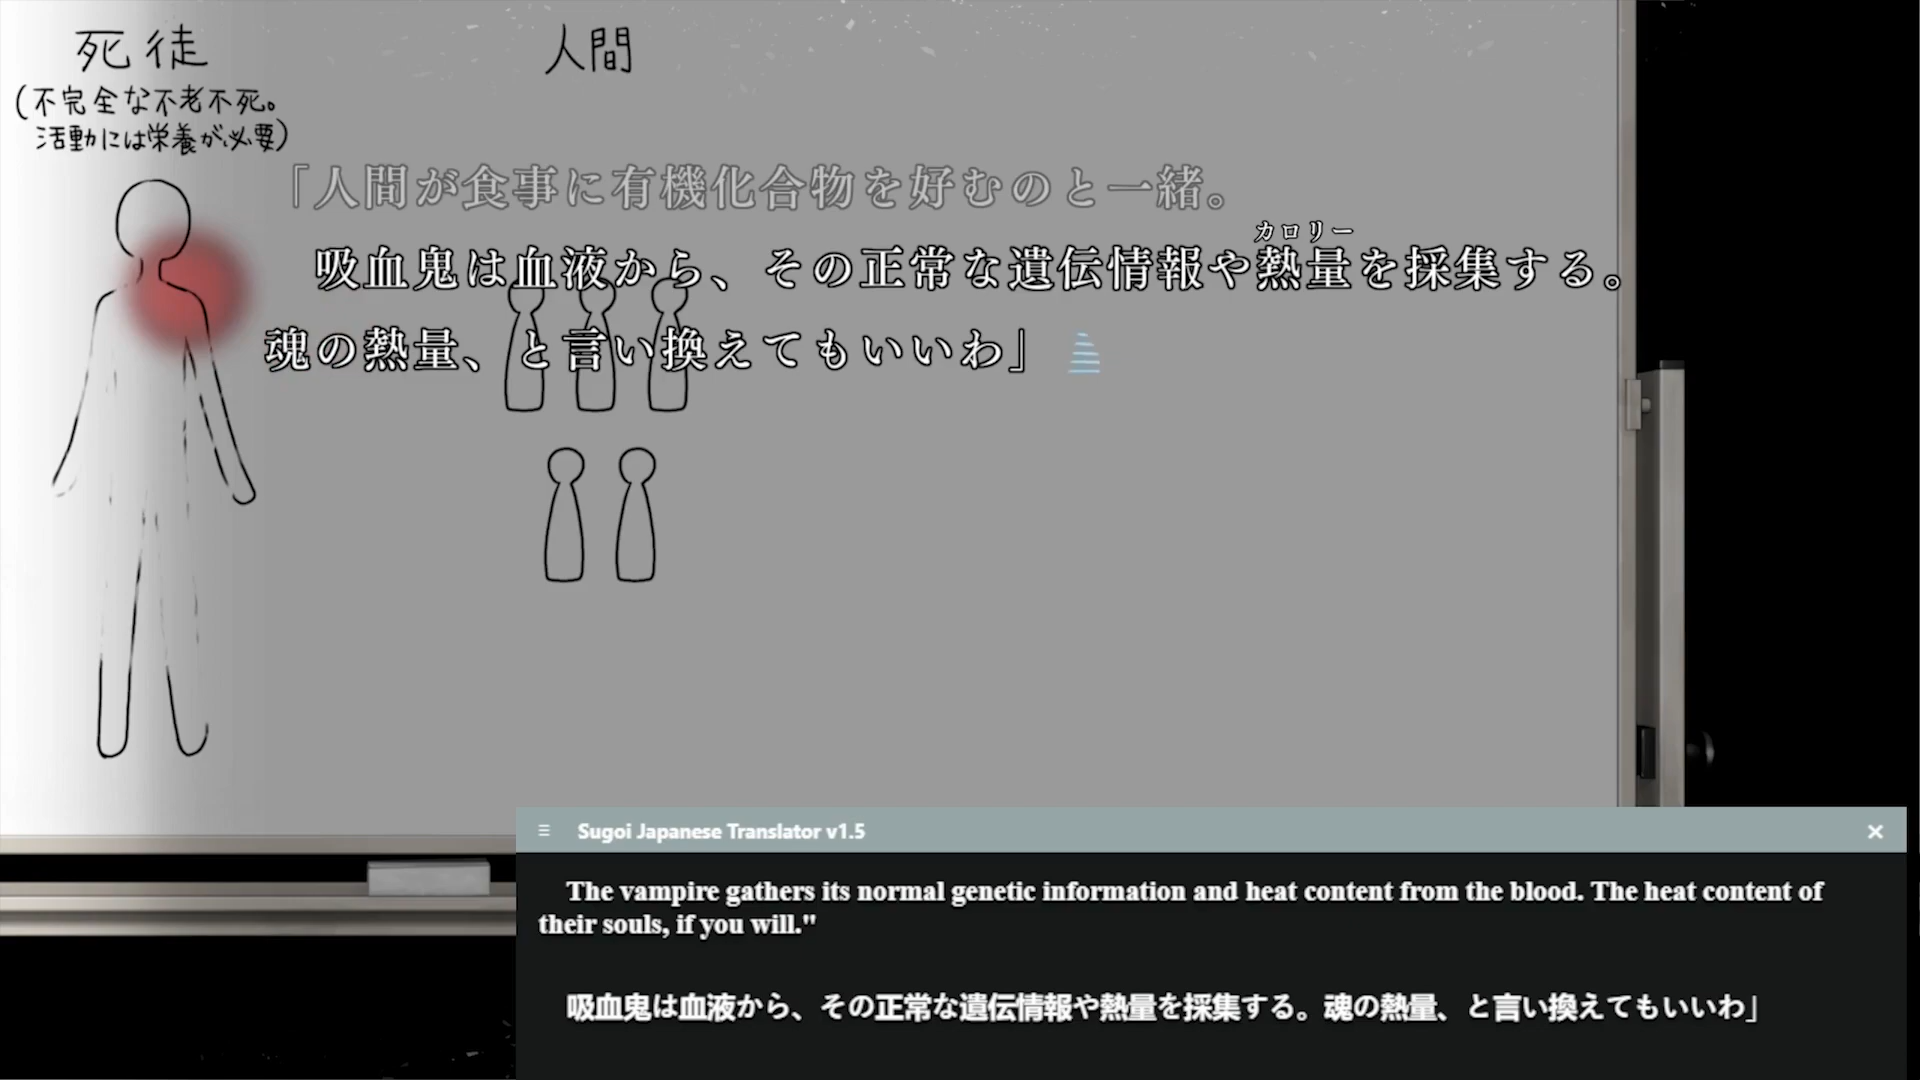 死徒
(不完全な不老不死。
活動には栄養が必要)
人間
「人間が食事に有機化合物を好むのと一緒。
カロリー
吸血鬼は血液から、その正常な遺伝情報や熱量を採集する。
魂の熱量、と言い換えてもいいわ」
Sugoi Japanese Translator v1.5
The vampire gathers its normal genetic information and heat content from the blood. The heat content of
their souls, if you will."
吸血鬼は血液から、その正常な遺伝情報や熱量を採集する。魂の熱量、と言い換えてもいいわ」